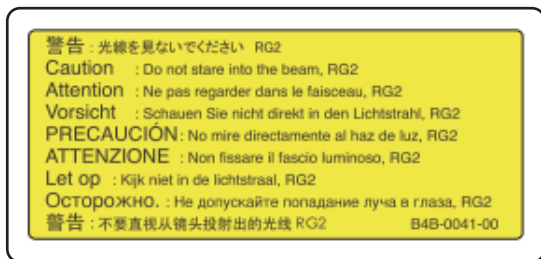 警告 : 光線を見ないでください RG2
Caution : Do not stare into the beam, RG2
Attention : Ne pas regarder dans le faisceau, RG2
Vorsicht : Schauen Sie nicht direkt in den Lichtstrahl, RG2
PRECAUCIÓN : No mire directamente al haz de luz, RG2
ATTENZIONE : Non fissare il fascio luminoso, RG2
Let op : Kijk niet in de lichtstraal, RG2
Осторожно. : Не допускайте попадание луча в глаза, RG2
警告 : 不要直视从镜头投射出的光线 RG2 B4B-0041-00